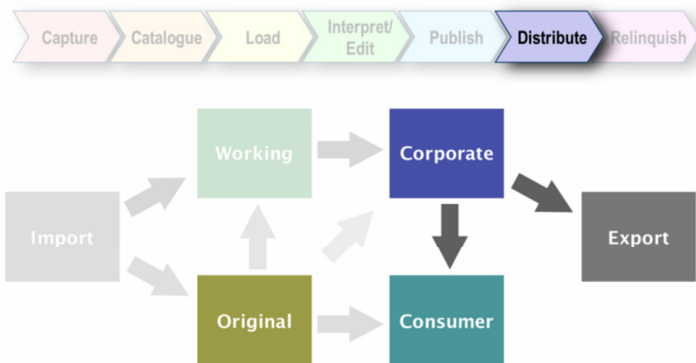 Capture
Catalogue
Load
Interpret/
Edit
Publish
Distribute
Relinquish
Working
Corporate
Import
Export
Original
Consumer